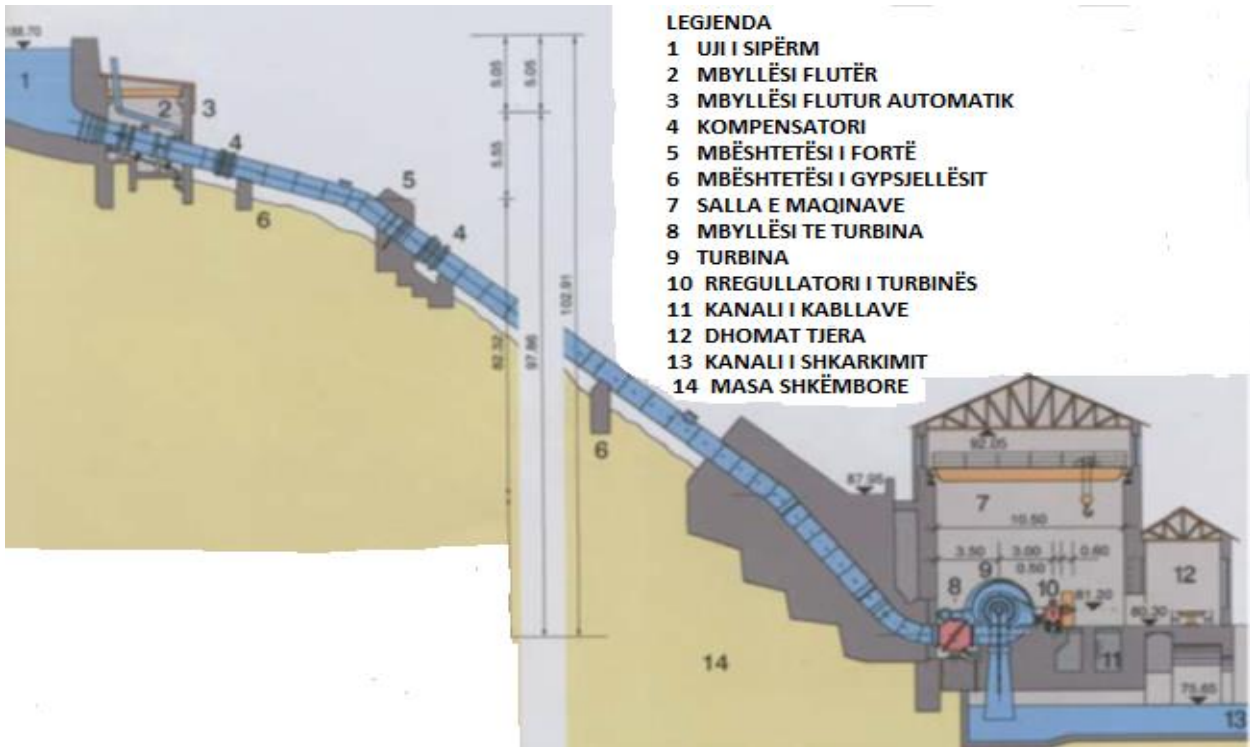 LEGJENDA
1 UJI I SIPËRM
2 MBYLLËSI FLUTËR
3 MBYLLËSI FLUTUR AUTOMATIK
4 KOMPENSATORI
5 MBËSHTETËSI I FORTË
6 MBËSHTETËSI I GYPSJELLËSIT
7 SALLA E MAQINAVE
8 MBYLLËSI TE TURBINA
9 TURBINA
10 RREGULLATORI I TURBINËS
11 KANALI I KABLLAVE
12 DHOMAT TJERA
13 KANALI I SHKARKIMIT
14 MASA SHKËMBORE
188.70
1
2
3
4
5
4
6
5.05
5.05
5.55
82.32
97.86
102.91
6
87.95
92.05
7
10.50
3.50
3.00
0.60
0.50
8
9
10
81.20
80.30
12
11
14
75.65
13